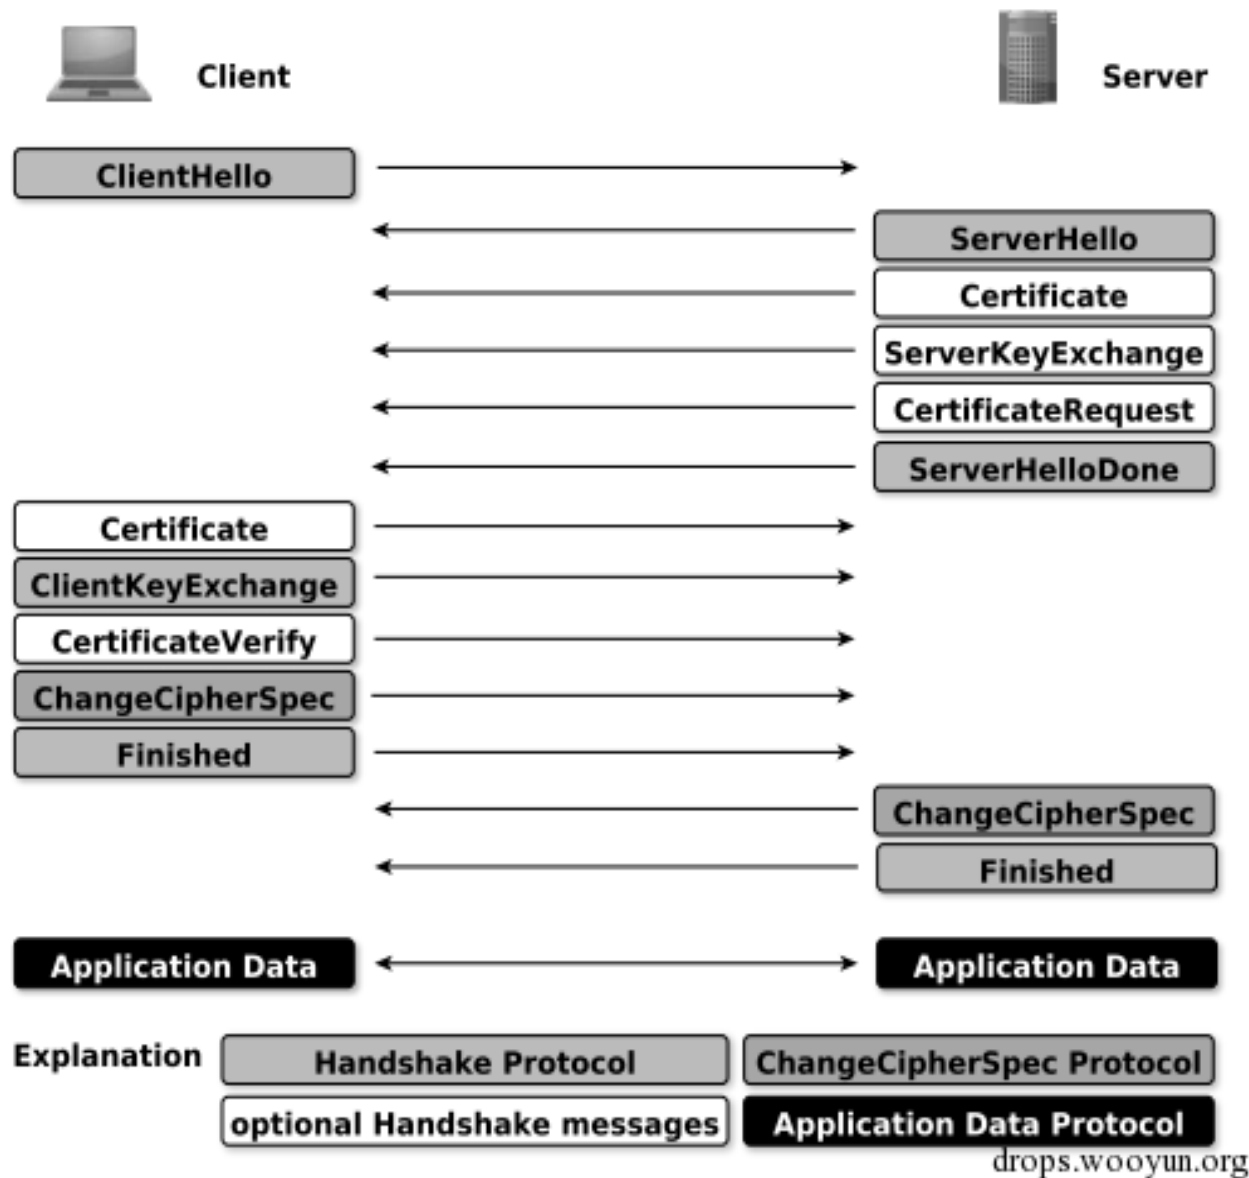 Client
Server
ClientHello
ServerHello
Certificate
ServerKeyExchange
CertificateRequest
ServerHelloDone
Certificate
ClientKeyExchange
CertificateVerify
ChangeCipherSpec
Finished
ChangeCipherSpec
Finished
Application Data
Application Data
Explanation
Handshake Protocol
ChangeCipherSpec Protocol
optional Handshake messages
Application Data Protocol
drops.wooyun.org